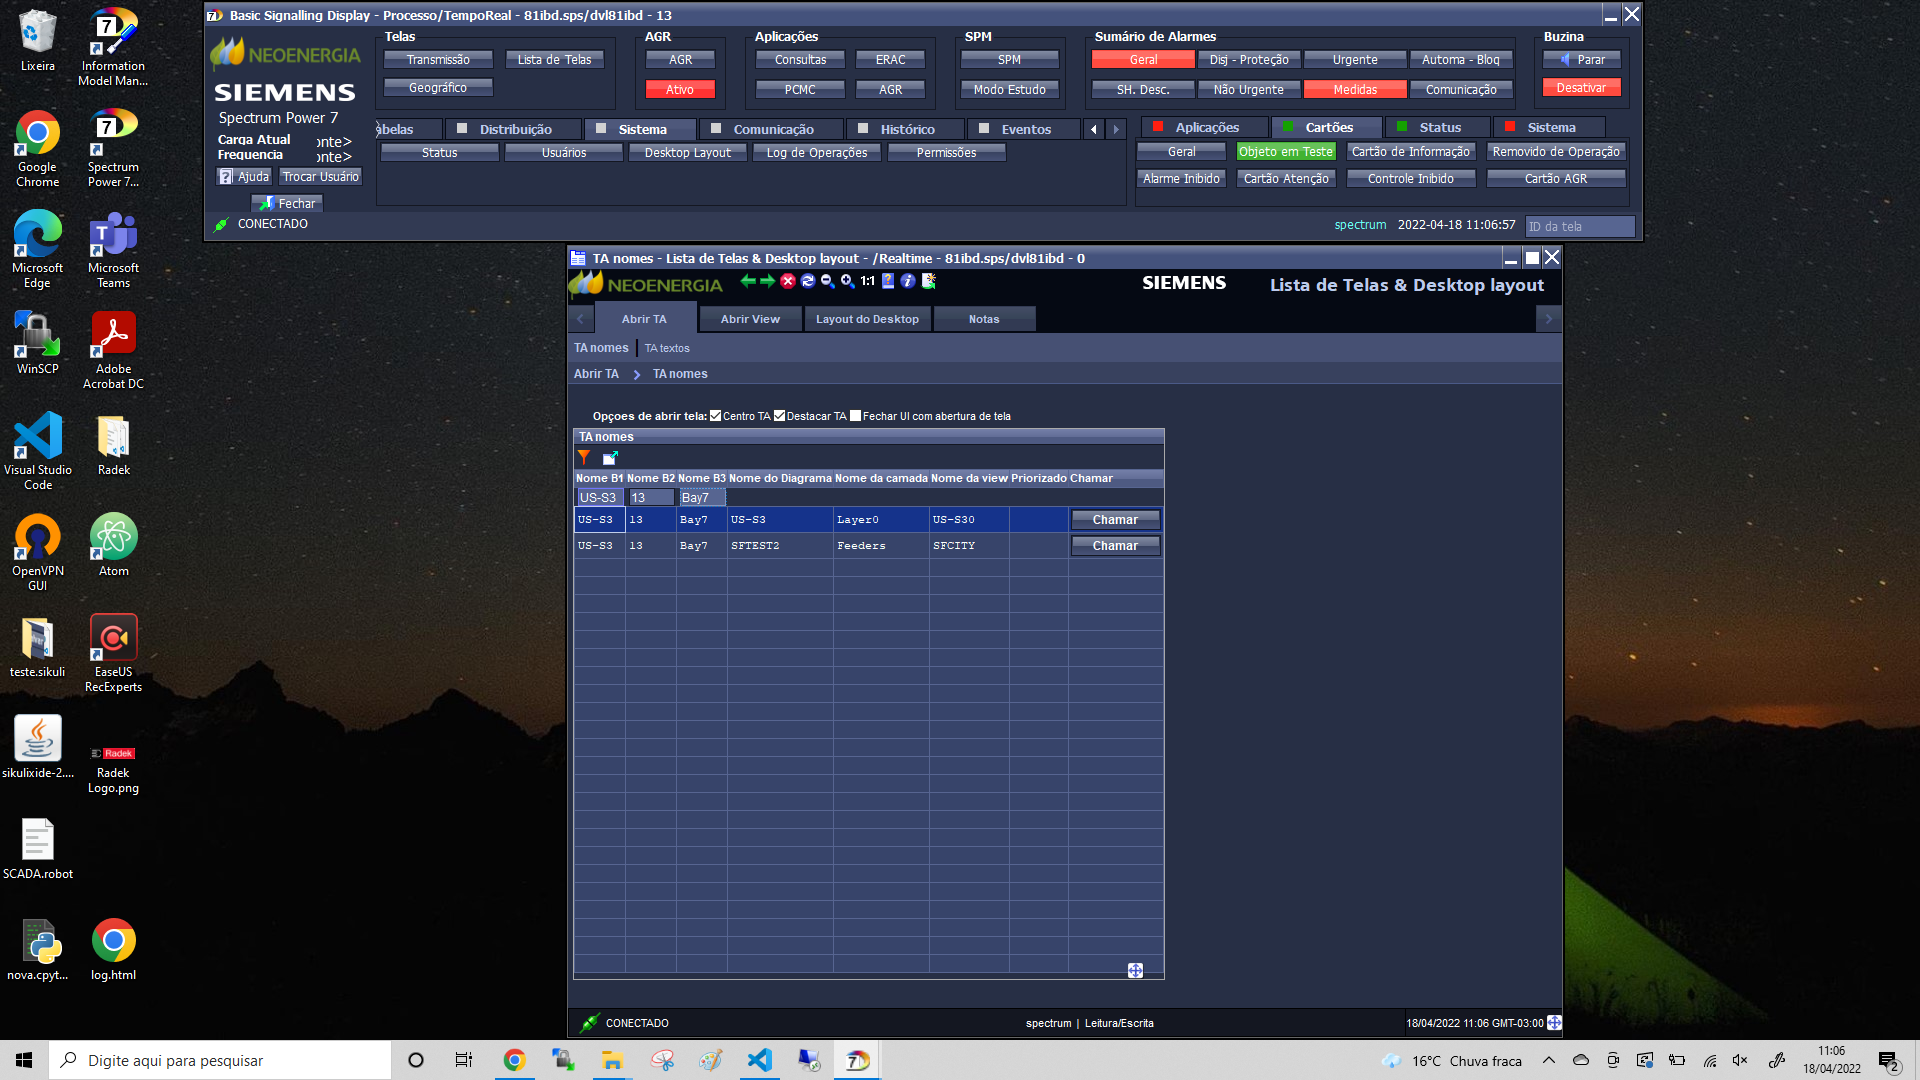 Basic Signalling Display - Processo/TempoReal - 81ibd.sps/dvl81ibd - 13
NEOENERGIA
SIEMENS
Spectrum Power 7
Carga Atual onte>
Frequencia onte>
Ajuda Trocar Usuário
Fechar
CONECTADO
Telas
Transmissão Lista de Telas
Geográfico
AGR
AGR
Ativo
Aplicações
Consultas ERAC
PCMC AGR
SPM
SPM
Modo Estudo
Sumário de Alarmes
Geral Disj - Proteção Urgente Automa - Bloq
SH. Desc. Não Urgente Medidas Comunicação
Buzina
Parar
Desativar
abelas Distribuição Sistema Comunicação Histórico Eventos
Status Usuários Desktop Layout Log de Operações Permissões
Aplicações Cartões Status Sistema
Geral Objeto em Teste Cartão de Informação Removido de Operação
Alarme Inibido Cartão Atenção Controle Inibido Cartão AGR
spectrum 2022-04-18 11:06:57 ID da tela
TA nomes - Lista de Telas & Desktop layout - /Realtime - 81ibd.sps/dvl81ibd - 0
NEOENERGIA 1:1 SIEMENS Lista de Telas & Desktop layout
Abrir TA Abrir View Layout do Desktop Notas
TA nomes TA textos
Abrir TA TA nomes
Opçoes de abrir tela: Centro TA Destacar TA Fechar UI com abertura de tela
TA nomes
Nome B1 Nome B2 Nome B3 Nome do Diagrama Nome da camada Nome da view Priorizado Chamar
US-S3 13 Bay7
US-S3 13 Bay7 US-S3 Layer0 US-S30 Chamar
US-S3 13 Bay7 SFTEST2 Feeders SFCITY Chamar
CONECTADO spectrum | Leitura/Escrita 18/04/2022 11:06 GMT-03:00
Lixeira
Information
Model Man...
Google
Chrome
Spectrum
Power 7...
Microsoft
Edge
Microsoft
Teams
WinSCP
Adobe
Acrobat DC
Visual Studio
Code
Radek
OpenVPN
GUI
Atom
teste.sikuli
EaseUS
RecExperts
sikulixide-2....
Radek
Radek
Logo.png
SCADA.robot
nova.cpyt...
log.html
Digite aqui para pesquisar
16°C Chuva fraca
11:06
18/04/2022
2